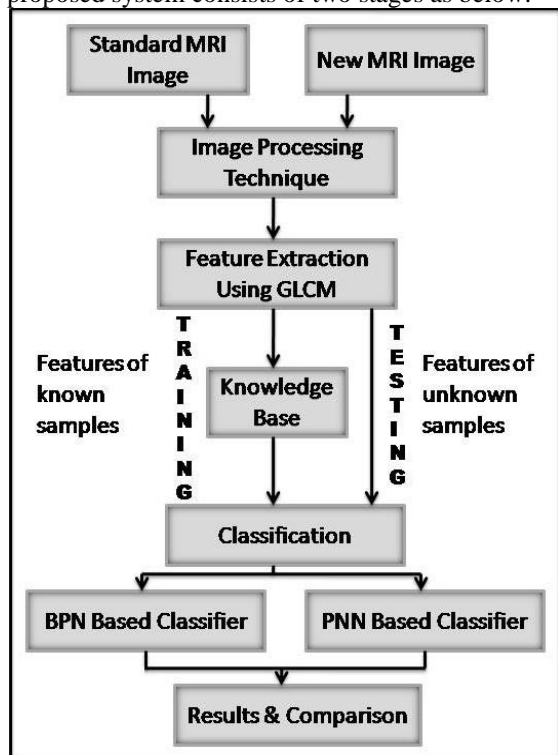 proposed system consists of two stages as below:
Standard MRI
Image
New MRI Image
Image Processing
Technique
Feature Extraction
Using GLCM
TRAINING
TESTING
Features of
known
samples
Knowledge
Base
Features of
unknown
samples
Classification
BPN Based Classifier
PNN Based Classifier
Results & Comparison